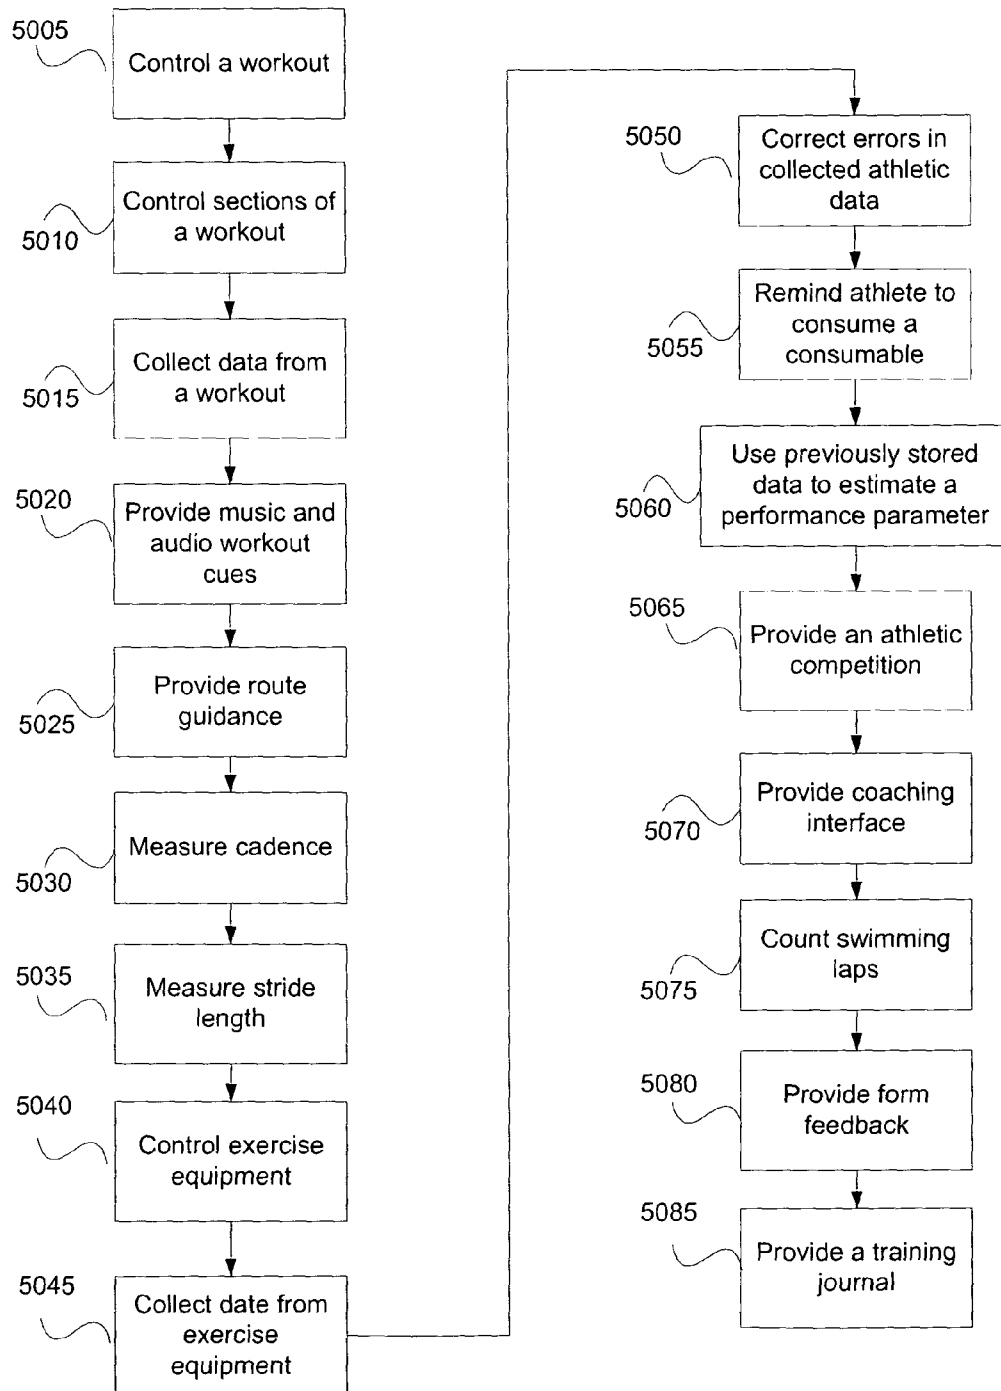 5005
Control a workout
5010
Control sections of
a workout
5015
Collect data from
a workout
5020
Provide music and
audio workout
cues
5025
Provide route
guidance
5030
Measure cadence
5035
Measure stride
length
5040
Control exercise
equipment
5045
Collect date from
exercise
equipment
5050
Correct errors in
collected athletic
data
5055
Remind athlete to
consume a
consumable
5060
Use previously stored
data to estimate a
performance parameter
5065
Provide an athletic
competition
5070
Provide coaching
interface
5075
Count swimming
laps
5080
Provide form
feedback
5085
Provide a training
journal